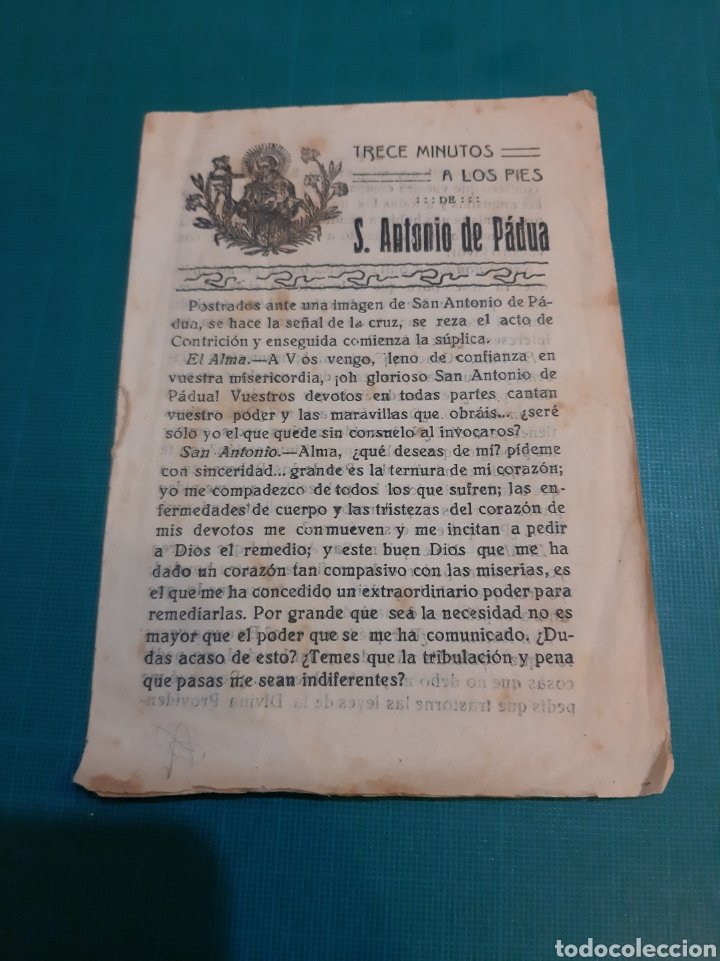 TRECE MINUTOS
A LOS PIES
:::DE:::
S. Antonio de Pádua
Postrados ante una imagen de San Antonio de Pá-
dua, se hace la señal de la cruz, se reza el acto de
Contrición y enseguida comienza la súplica.
El Alma.—A Vos vengo, leno de confianza en
vuestra misericordia, ¡oh glorioso San Antonio de
Pádua! Vuestros devotos en todas partes cantan
vuestro poder y las maravillas que obráis... ¿seré
sólo yo el que quede sin consuelo al invocaros?
San Antonio.—Alma, ¿qué deseas de mí? pídeme
con sinceridad... grande es la ternura de mi corazón;
yo me compadezco de todos los que sufren; las en-
fermedades de cuerpo y las tristezas del corazón de
mis devotos me conmueven y me incitan a pedir
a Dios el remedio; y este buen Dios que me ha
dado un corazón tan compasivo con las miserias, es
el que me ha concedido un extraordinario poder para
remediarlas. Por grande que sea la necesidad no es
mayor que el poder que se me ha comunicado. ¿Du-
das acaso de esto? ¿Temes que la tribulación y pena
que pasas me sean indiferentes?
todocoleccion